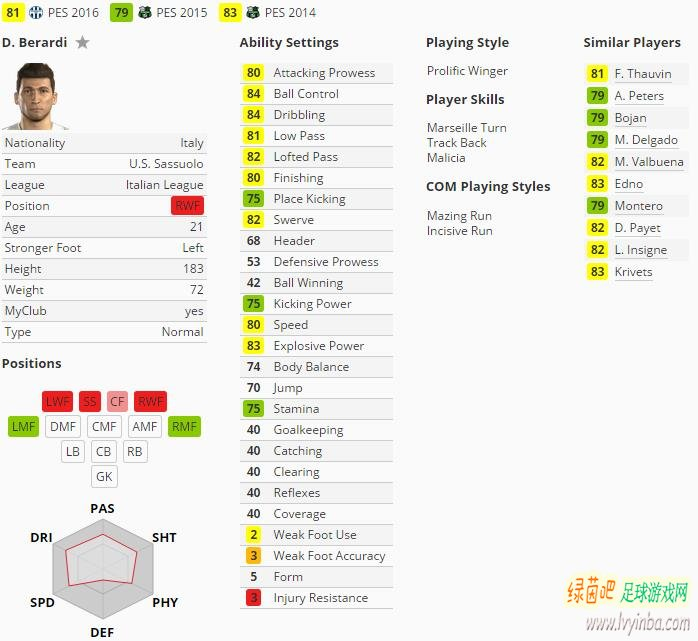 81 PES 2016 79 PES 2015 83 PES 2014
D. Berardi
Nationality Italy
Team U.S. Sassuolo
League Italian League
Position RWF
Age 21
Stronger Foot Left
Height 183
Weight 72
MyClub yes
Type Normal
Positions
LWF SS CF RWF
LMF DMF CMF AMF RMF
LB CB RB
GK
PAS
DRI SHT
SPD PHY
DEF
Ability Settings
80 Attacking Prowess
84 Ball Control
84 Dribbling
81 Low Pass
82 Lofted Pass
80 Finishing
75 Place Kicking
82 Swerve
68 Header
53 Defensive Prowess
42 Ball Winning
75 Kicking Power
80 Speed
83 Explosive Power
74 Body Balance
70 Jump
75 Stamina
40 Goalkeeping
40 Catching
40 Clearing
40 Reflexes
40 Coverage
2 Weak Foot Use
3 Weak Foot Accuracy
5 Form
3 Injury Resistance
Playing Style
Prolific Winger
Player Skills
Marseille Turn
Track Back
Malicia
COM Playing Styles
Mazing Run
Incisive Run
Similar Players
81 F. Thauvin
79 A. Peters
79 Bojan
79 M. Delgado
82 M. Valbuena
83 Edno
79 Montero
82 D. Payet
82 L. Insigne
83 Krivets
绿茵吧 足球游戏网
www.lvyinba.com